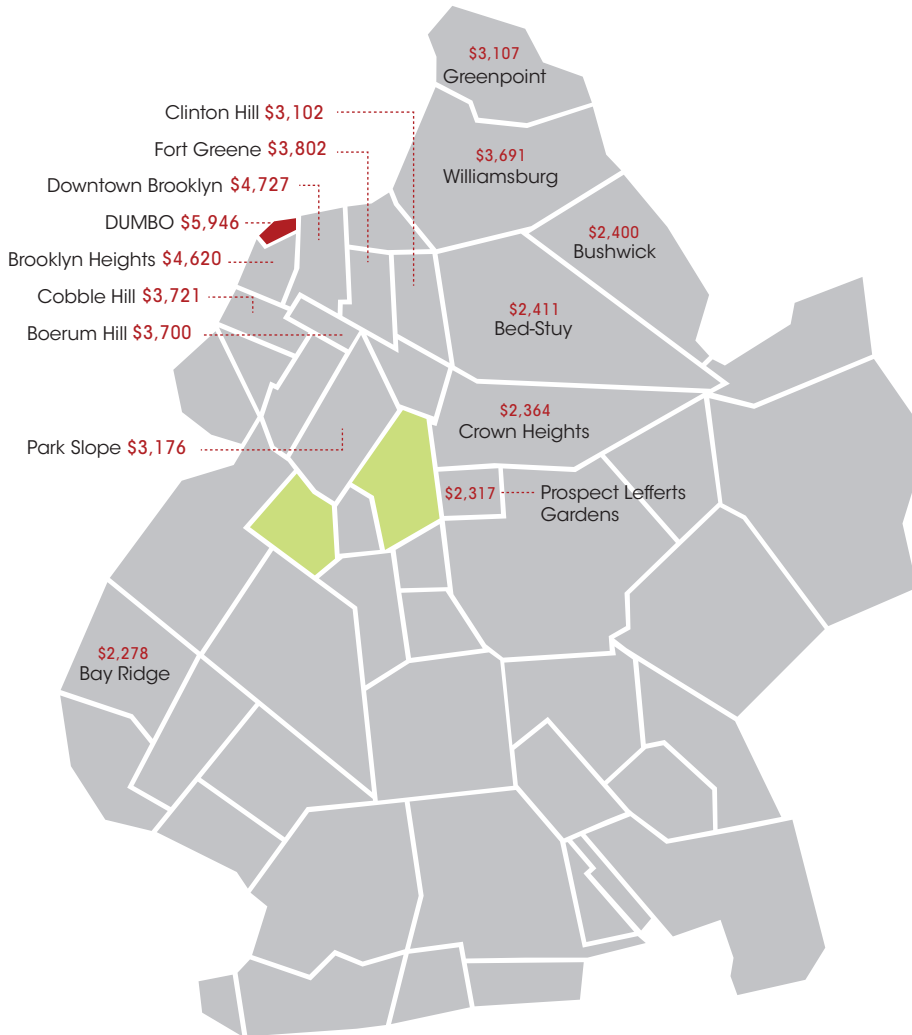 $3,107
Greenpoint
Clinton Hill $3,102
Fort Greene $3,802
$3,691
Williamsburg
Downtown Brooklyn $4,727
DUMBO $5,946
$2,400
Bushwick
Brooklyn Heights $4,620
Cobble Hill $3,721
$2,411
Bed-Stuy
Boerum Hill $3,700
$2,364
Crown Heights
Park Slope $3,176
$2,317
Prospect Lefferts
Gardens
$2,278
Bay Ridge